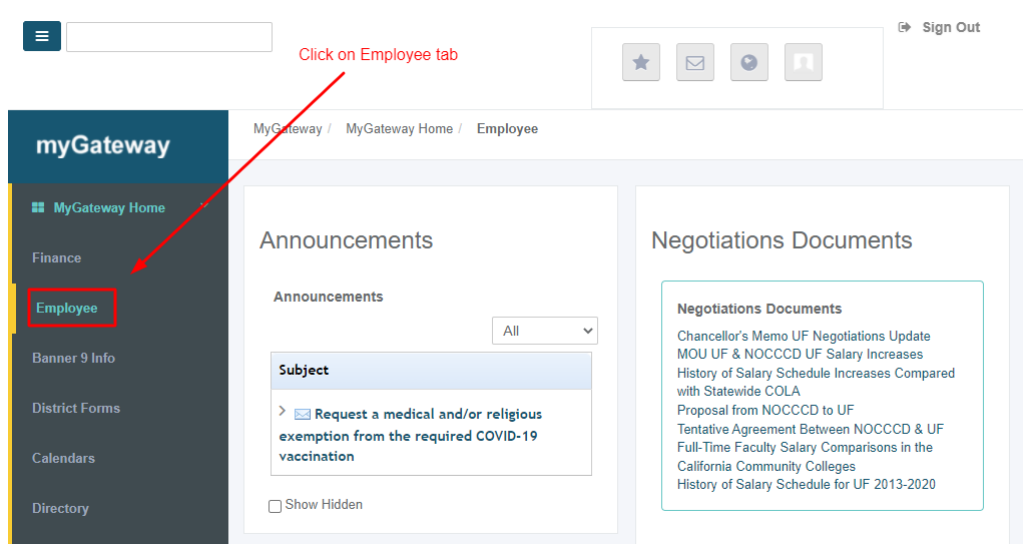 Sign Out
Click on Employee tab
myGateway
MyGateway / MyGateway Home / Employee
MyGateway Home
Finance
Employee
Banner 9 Info
District Forms
Calendars
Directory
Announcements
Announcements
All
Subject
Request a medical and/or religious
exemption from the required COVID-19
vaccination
Show Hidden
Negotiations Documents
Negotiations Documents
Chancellor's Memo UF Negotiations Update
MOU UF & NOCCCD UF Salary Increases
History of Salary Schedule Increases Compared
with Statewide COLA
Proposal from NOCCCD to UF
Tentative Agreement Between NOCCCD & UF
Full-Time Faculty Salary Comparisons in the
California Community Colleges
History of Salary Schedule for UF 2013-2020